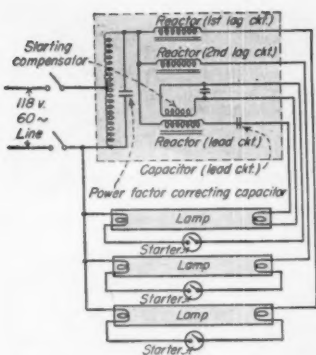 Reactor (1st lag ckt.)
Reactor (2nd lag ckt.)
Starting
compensator
118 v.
60~
Line
Reactor (lead ckt.)
Capacitor (lead ckt.)
Power factor correcting capacitor
Lamp
Starter
Lamp
Starter
Lamp
Starter